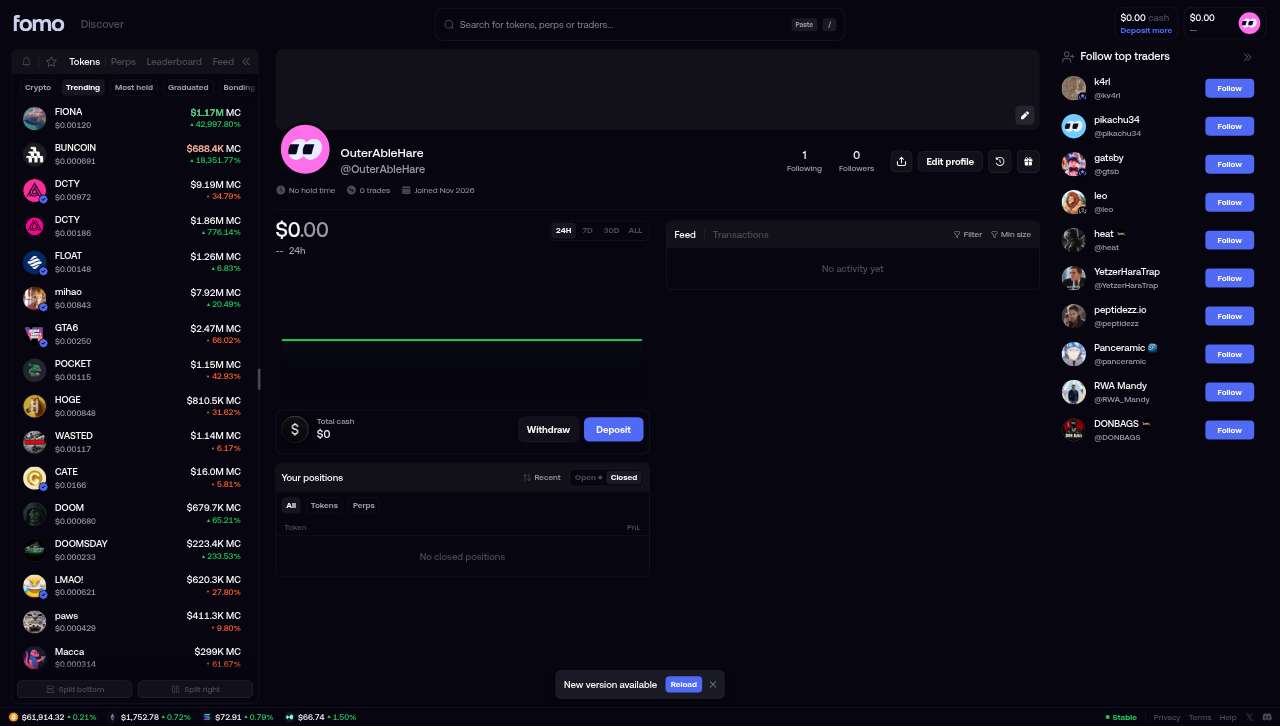 fomo
Discover
Search for tokens, perps or traders...
Paste
/
$0.00 cash
Deposit more
$0.00
—
Tokens Perps Leaderboard Feed
Crypto Trending Most held Graduated Bonding
FIONA $1.17M MC
$0.00120 42,997.80%
BUNCOIN $688.4K MC
$0.000691 18,351.77%
DCTY $9.19M MC
$0.00972 34.79%
DCTY $1.86M MC
$0.00186 776.14%
FLOAT $1.26M MC
$0.00148 6.83%
mihao $7.92M MC
$0.00843 20.49%
GTA6 $2.47M MC
$0.00250 66.02%
POCKET $1.15M MC
$0.00115 42.93%
HOGE $810.5K MC
$0.000848 31.62%
WASTED $1.14M MC
$0.00117 6.17%
CATE $16.0M MC
$0.0166 5.81%
DOOM $679.7K MC
$0.000680 65.21%
DOOMSDAY $223.4K MC
$0.000233 233.53%
LMAO! $620.3K MC
$0.000621 27.80%
paws $411.3K MC
$0.000429 9.80%
Macca $299K MC
$0.000314 61.67%
Split bottom Split right
OuterAbleHare
@OuterAbleHare
1 Following
0 Followers
Edit profile
No hold time 0 trades Joined Nov 2026
$0.00
-- 24h
24H 7D 30D ALL
Total cash
$0
Withdraw Deposit
Your positions
Recent Open Closed
All Tokens Perps
Token PnL
No closed positions
Feed Transactions
Filter Min size
No activity yet
Follow top traders
k4rl
@kv4rl
Follow
pikachu34
@pikachu34
Follow
gatsby
@gtsb
Follow
leo
@leo
Follow
heat
@heat
Follow
YetzerHaraTrap
@YetzerHaraTrap
Follow
peptidezz.io
@peptidezz
Follow
Panceramic
@panceramic
Follow
RWA Mandy
@RWA_Mandy
Follow
DONBAGS
@DONBAGS
Follow
New version available Reload
$61,914.32 0.21% $1,752.78 0.72% $72.91 0.79% $66.74 1.50%
Stable Privacy Terms Help